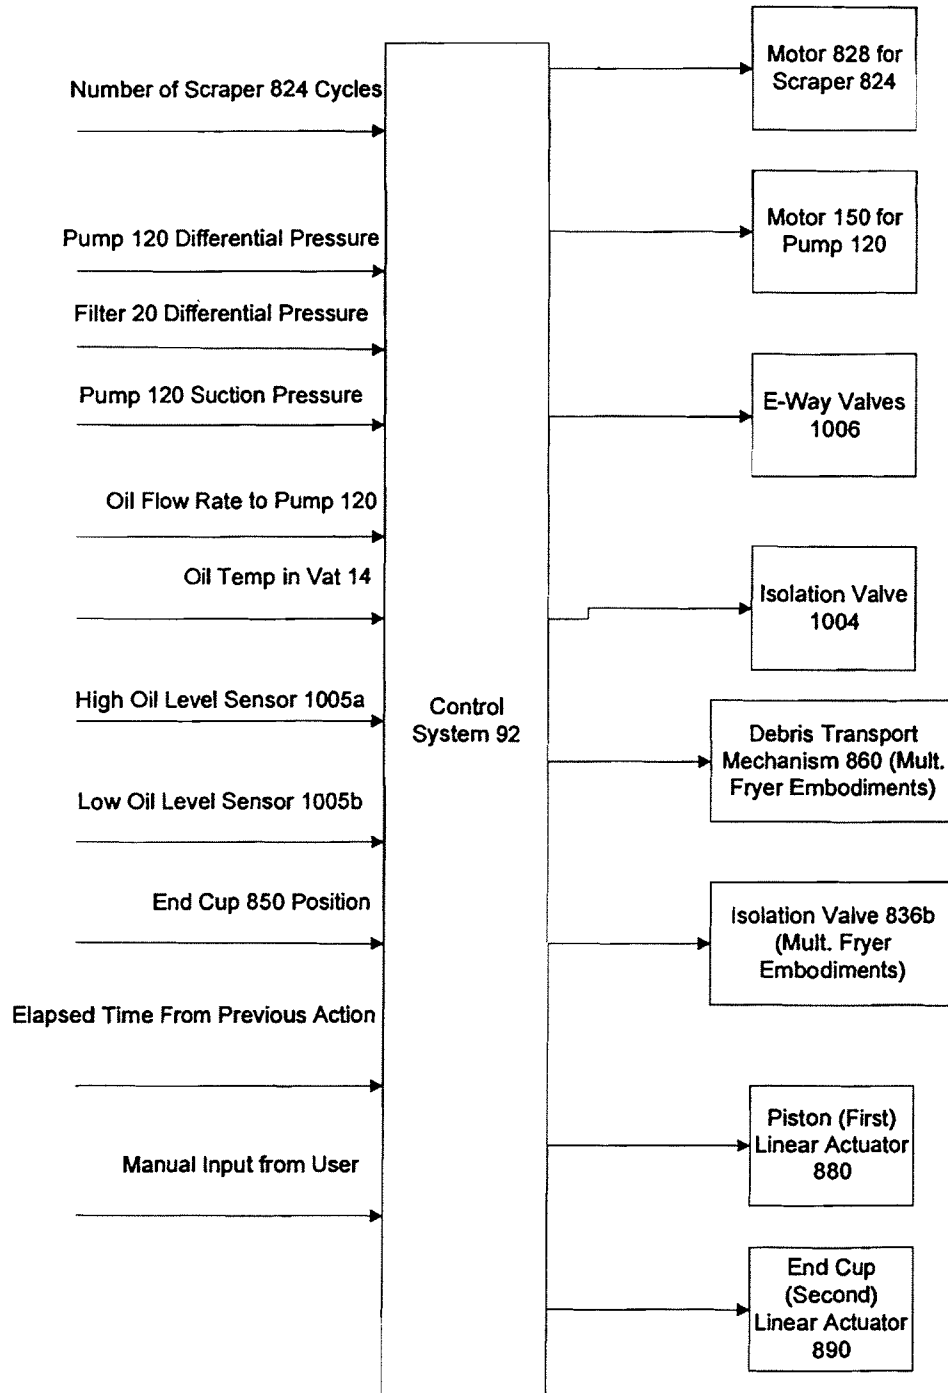 Number of Scraper 824 Cycles
Pump 120 Differential Pressure
Filter 20 Differential Pressure
Pump 120 Suction Pressure
Oil Flow Rate to Pump 120
Oil Temp in Vat 14
High Oil Level Sensor 1005a
Low Oil Level Sensor 1005b
End Cup 850 Position
Elapsed Time From Previous Action
Manual Input from User
Control
System 92
Motor 828 for
Scraper 824
Motor 150 for
Pump 120
E-Way Valves
1006
Isolation Valve
1004
Debris Transport
Mechanism 860 (Mult.
Fryer Embodiments)
Isolation Valve 836b
(Mult. Fryer
Embodiments)
Piston (First)
Linear Actuator
880
End Cup
(Second)
Linear Actuator
890